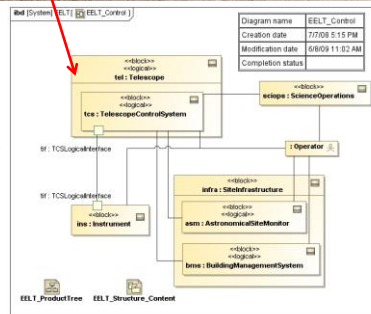 ibd [System] EELT[ EELT_Control ]
Diagram name EELT_Control
Creation date 7/7/08 5:15 PM
Modification date 6/8/09 11:02 AM
Completion status
«block»
«logical»
tel : Telescope
«block»
«logical»
tcs : TelescopeControlSystem
«block»
sciops : ScienceOperations
tif : TCSLogicalInterface
: Operator
tif : TCSLogicalInterface
«block»
ins : Instrument
«block»
infra : SiteInfrastructure
«block»
«logical»
asm : AstronomicalSiteMonitor
«block»
«logical»
bms : BuildingManagementSystem
EELT_ProductTree EELT_Structure_Content